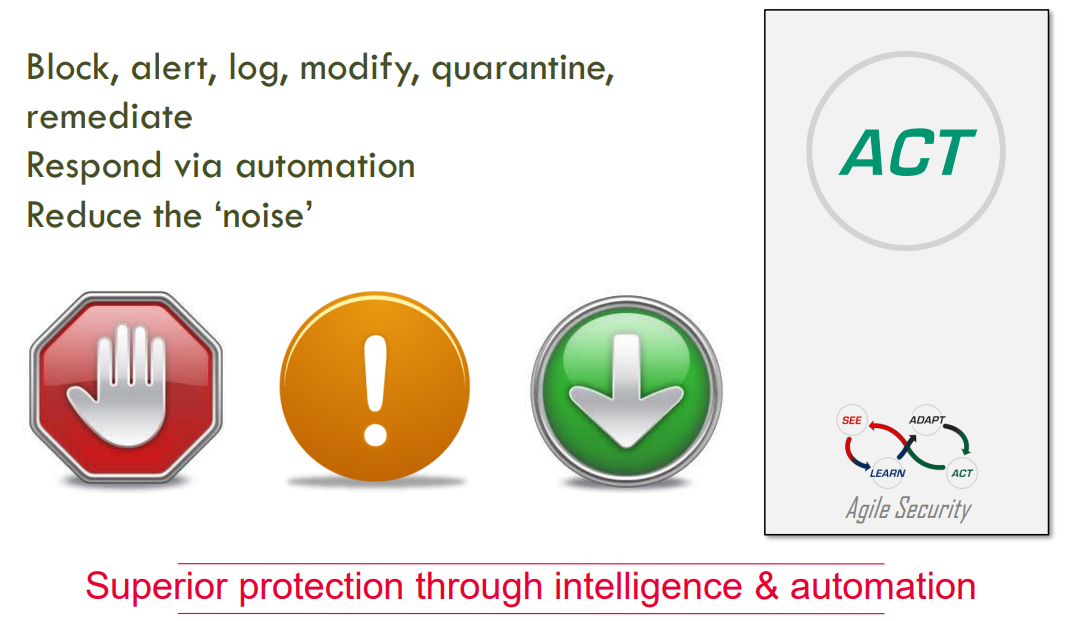 Block, alert, log, modify, quarantine,
remediate
Respond via automation
Reduce the ‘noise’
ACT
SEE
ADAPT
LEARN
ACT
Agile Security
Superior protection through intelligence & automation